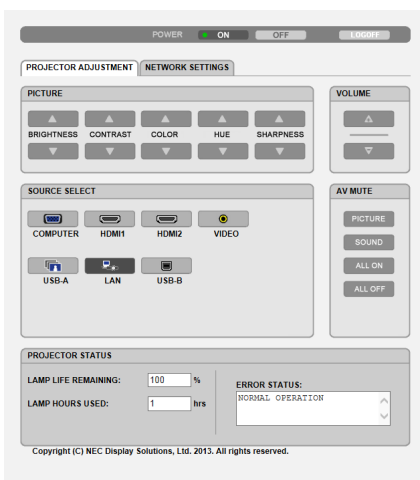 POWER ON OFF LOGOFF
PROJECTOR ADJUSTMENT NETWORK SETTINGS
PICTURE
BRIGHTNESS CONTRAST COLOR HUE SHARPNESS
VOLUME
SOURCE SELECT
COMPUTER HDMI1 HDMI2 VIDEO
USB-A LAN USB-B
AV MUTE
PICTURE
SOUND
ALL ON
ALL OFF
PROJECTOR STATUS
LAMP LIFE REMAINING: 100 %
LAMP HOURS USED: 1 hrs
ERROR STATUS:
NORMAL OPERATION
Copyright (C) NEC Display Solutions, Ltd. 2013. All rights reserved.